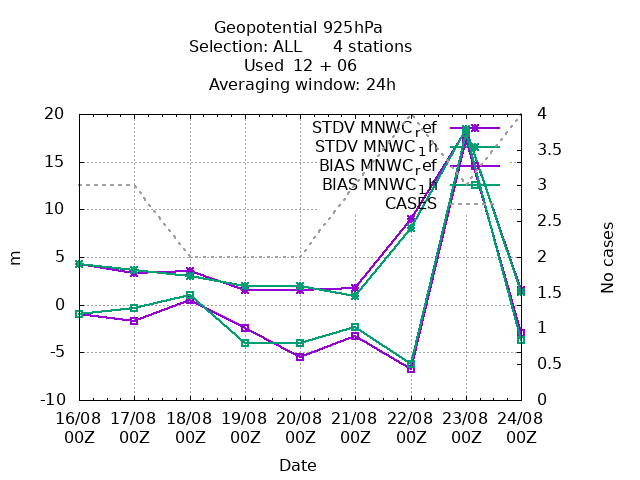 Geopotential 925hPa
Selection: ALL 4 stations
Used 12 + 06
Averaging window: 24h
STDV MNWC_ref
STDV MNWC_1h
BIAS MNWC_ref
BIAS MNWC_1h
CASES
20
15
10
5
0
-5
-10
m
4
3.5
3
2.5
2
1.5
1
0.5
0
No cases
16/08 17/08 18/08 19/08 20/08 21/08 22/08 23/08 24/08
00Z 00Z 00Z 00Z 00Z 00Z 00Z 00Z 00Z
Date